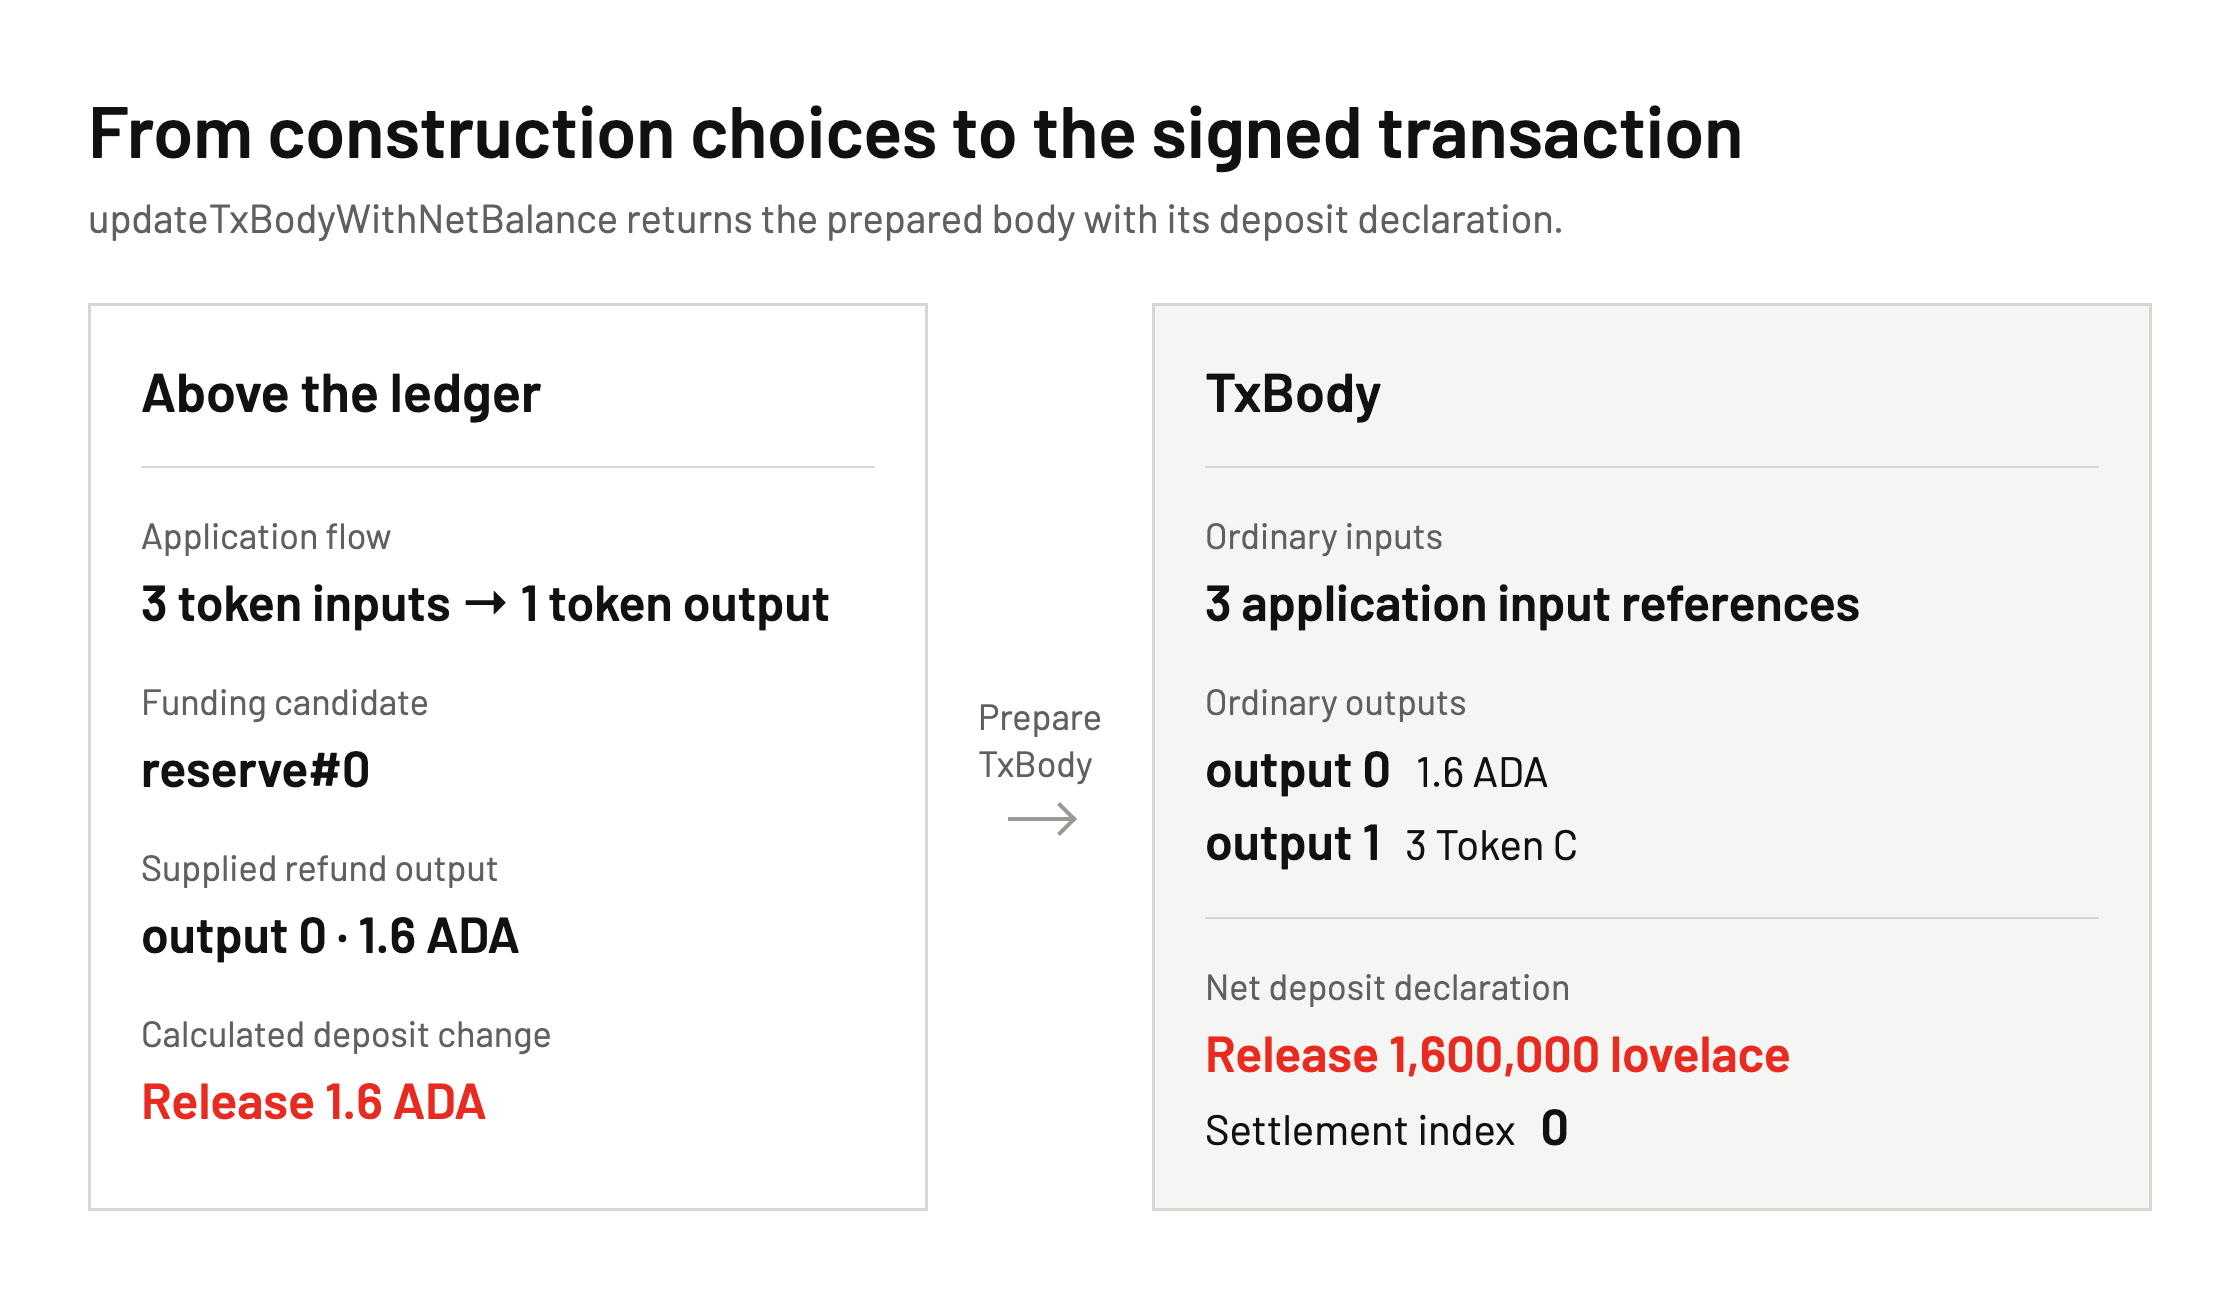 From construction choices to the signed transaction
updateTxBodyWithNetBalance returns the prepared body with its deposit declaration.
Above the ledger
Application flow
3 token inputs → 1 token output
Funding candidate
reserve#0
Supplied refund output
output 0 · 1.6 ADA
Calculated deposit change
Release 1.6 ADA
Prepare
TxBody
TxBody
Ordinary inputs
3 application input references
Ordinary outputs
output 0 1.6 ADA
output 1 3 Token C
Net deposit declaration
Release 1,600,000 lovelace
Settlement index 0